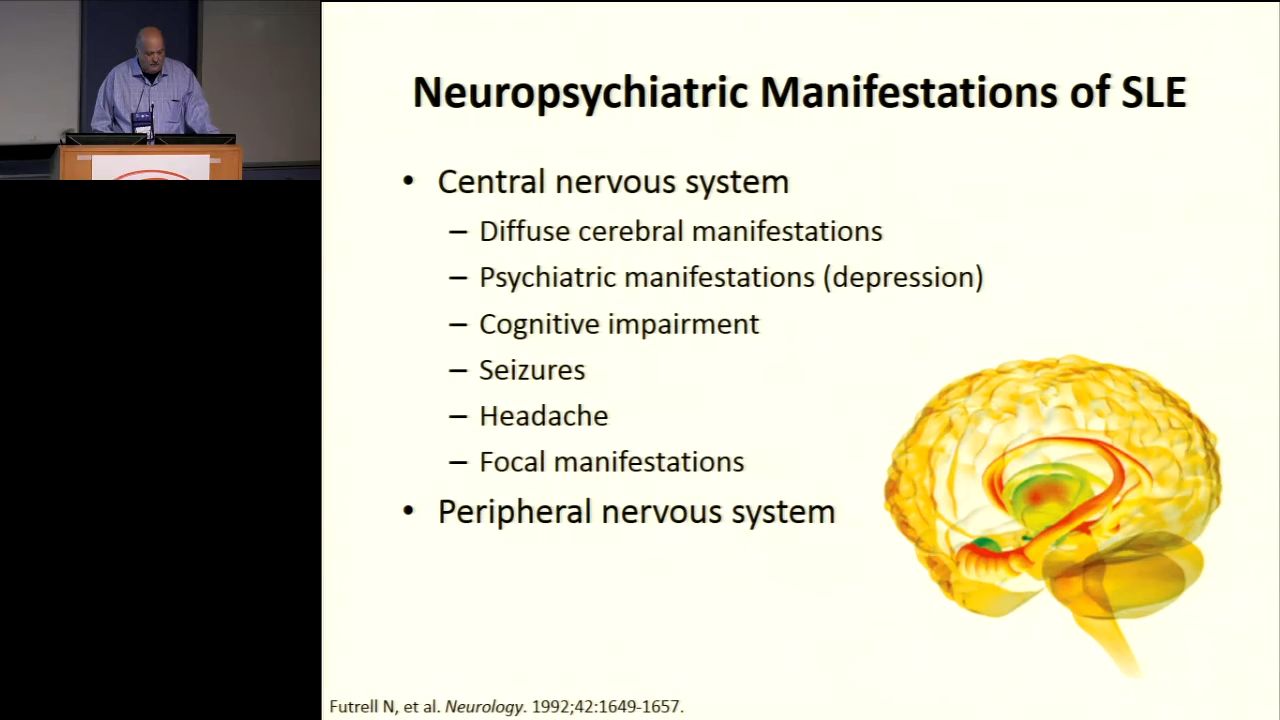 Neuropsychiatric Manifestations of SLE
• Central nervous system
– Diffuse cerebral manifestations
– Psychiatric manifestations (depression)
– Cognitive impairment
– Seizures
– Headache
– Focal manifestations
• Peripheral nervous system
Futrell N, et al. Neurology. 1992;42:1649-1657.